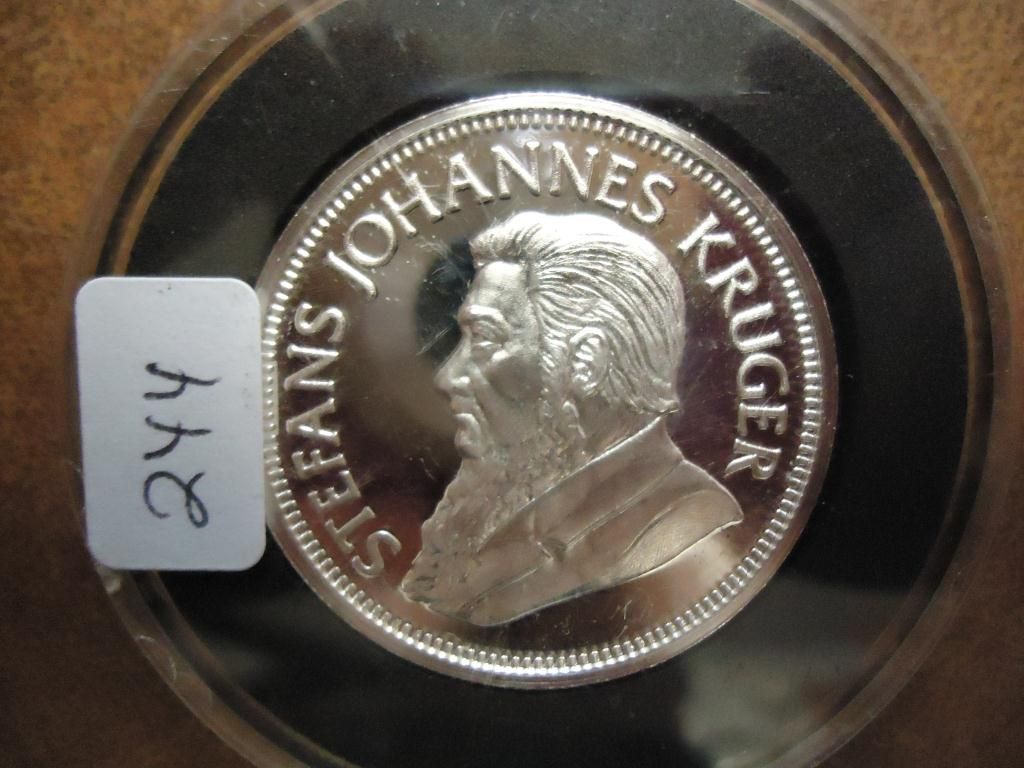 STEFANS JOHANNES KRUGER
244